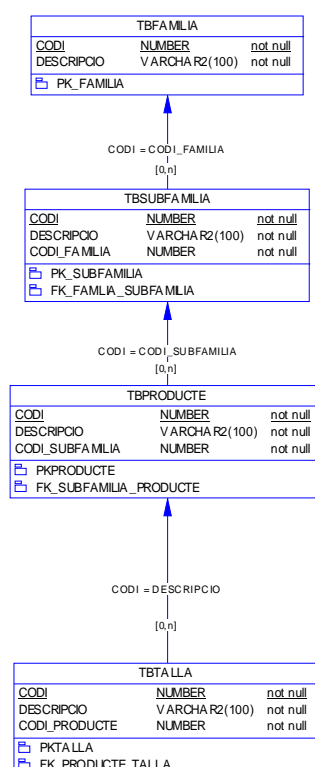 TBFAMILIA
CODI NUMBER not null
DESCRIPCIO VARCHAR2(100) not null
PK_FAMILIA
CODI = CODI_FAMILIA
[0,n]
TBSUBFAMILIA
CODI NUMBER not null
DESCRIPCIO VARCHAR2(100) not null
CODI_FAMILIA NUMBER not null
PK_SUBFAMILIA
FK_FAMLIA_SUBFAMILIA
CODI = CODI_SUBFAMILIA
[0,n]
TBPRODUCTE
CODI NUMBER not null
DESCRIPCIO VARCHAR2(100) not null
CODI_SUBFAMILIA NUMBER not null
PKPRODUCTE
FK_SUBFAMILIA_PRODUCTE
CODI = DESCRIPCIO
[0,n]
TBTALLA
CODI NUMBER not null
DESCRIPCIO VARCHAR2(100) not null
CODI_PRODUCTE NUMBER not null
PKTALLA
FK_PRODUCTE_TALLA